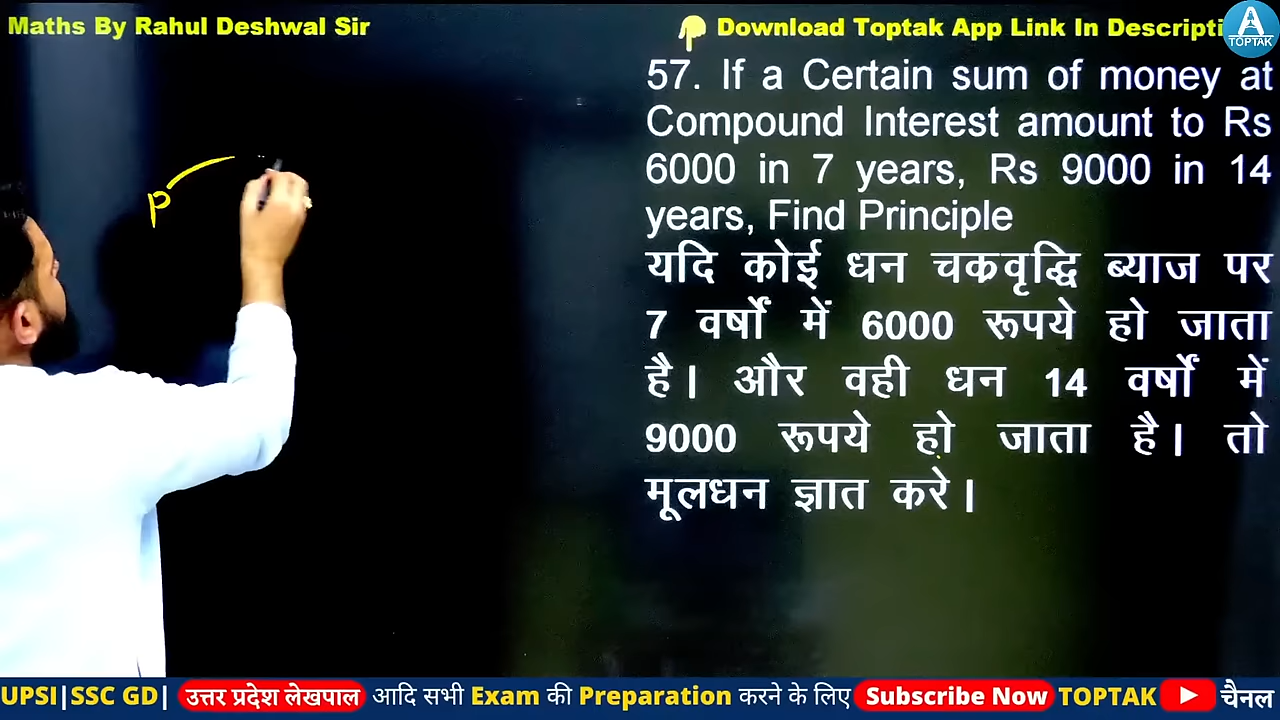 Maths By Rahul Deshwal Sir
Download Toptak App Link In Descripti
TOPTAK
57. If a Certain sum of money at
Compound Interest amount to Rs
6000 in 7 years, Rs 9000 in 14
years, Find Principle
यदि कोई धन चक्रवृद्धि ब्याज पर
7 वर्षों में 6000 रूपये हो जाता
है। और वही धन 14 वर्षों में
9000 रूपये हो जाता है। तो
मूलधन ज्ञात करे।
P
UPSI|SSC GD| उत्तर प्रदेश लेखपाल आदि सभी Exam की Preparation करने के लिए Subscribe Now TOPTAK चैनल